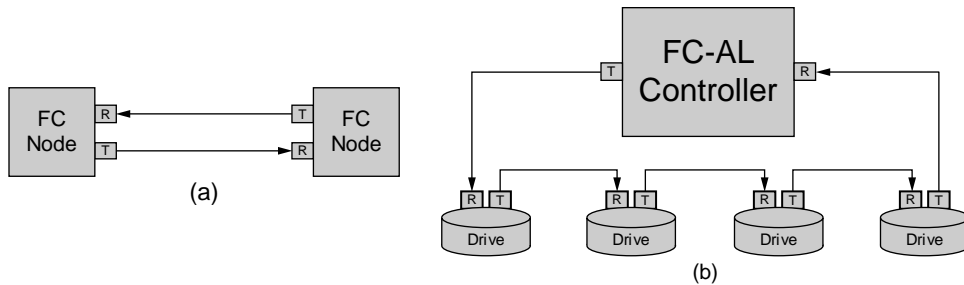 FC
Node
R
T
T
R
FC
Node
(a)
FC-AL
Controller
T
R
R T
R T
R T
R T
Drive
Drive
Drive
Drive
(b)